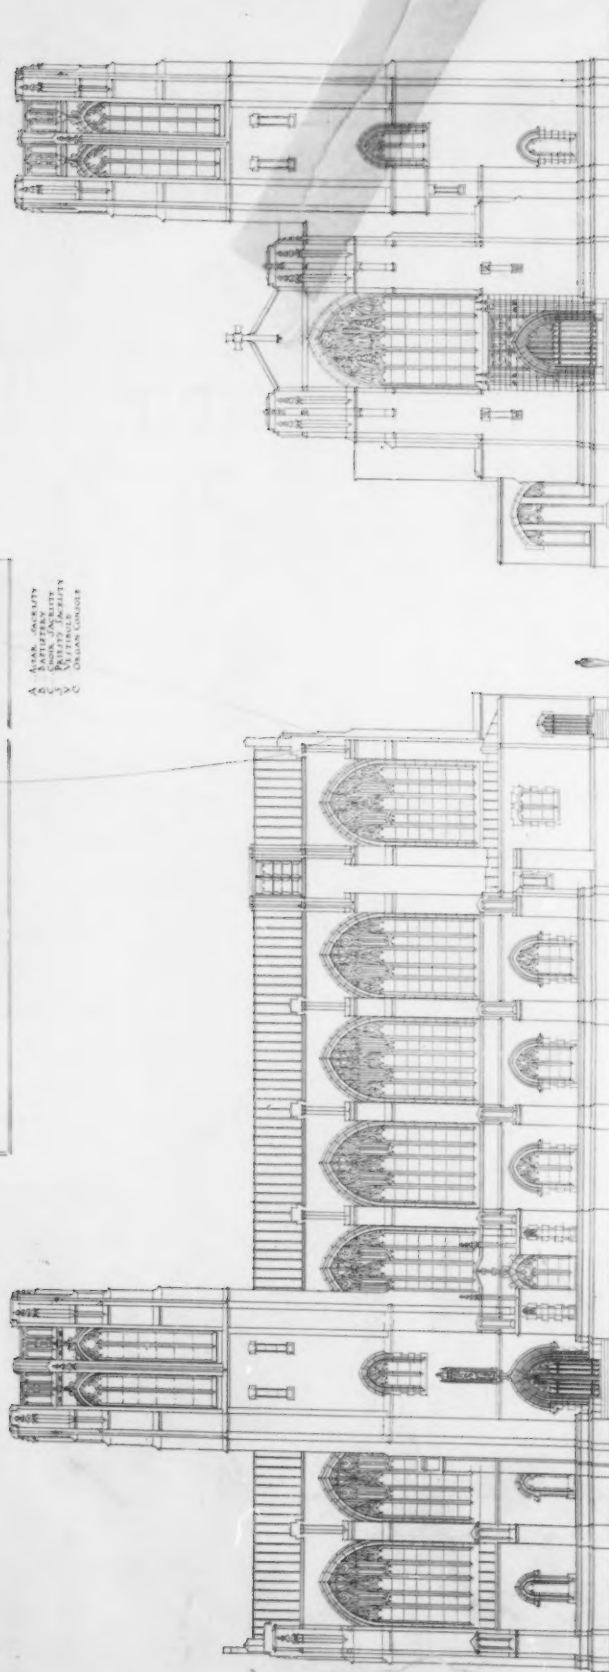 A ALTAR SACRISTY
B BAPTISTERY
C CHOIR SACRISTY
S PRIESTS SACRISTY
V VESTIBULE
C ORGAN CONSOLE